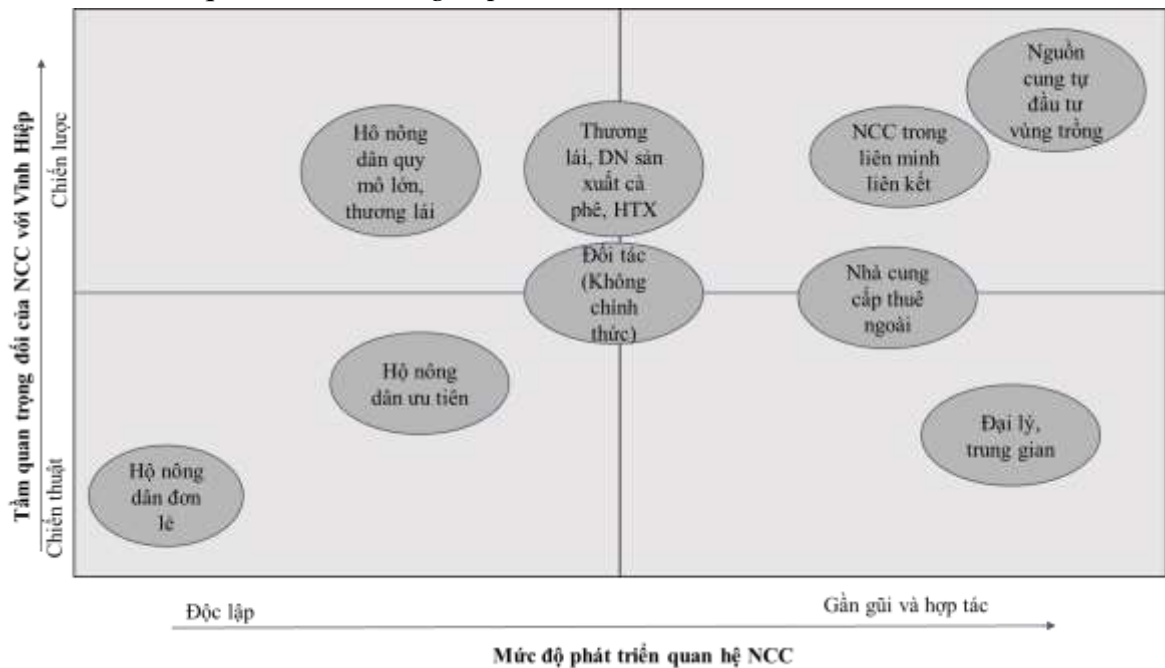 Nguồn
cung tự
đầu tư
vùng trồng
Hô nông
dân quy
mô lớn,
thương lái
Thương
lái, DN sản
xuất cà
phê, HTX
NCC trong
liên minh
liên kết
Đối tác
(Không
chính
thức)
Nhà cung
cấp thuê
ngoài
Hộ nông
dân ưu tiên
Đại lý,
trung gian
Hộ nông
dân đơn
lẻ
Tầm quan trọng đối của NCC với Vĩnh Hiệp
Chiến lược
Chiến thuật
Độc lập
Gần gũi và hợp tác
Mức độ phát triển quan hệ NCC